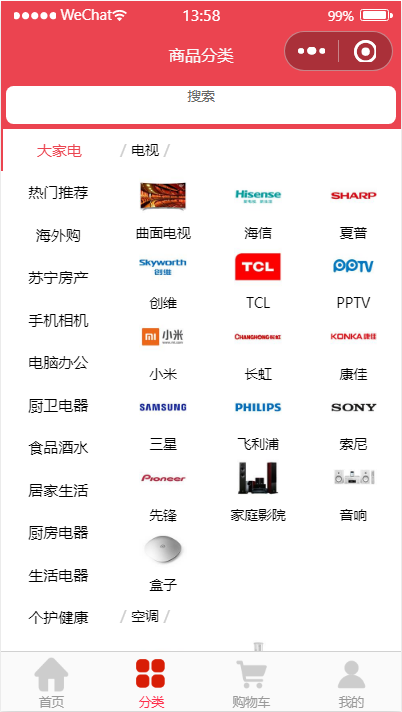 WeChat 13:58 99%
商品分类
搜索
大家电
热门推荐
海外购
苏宁房产
手机相机
电脑办公
厨卫电器
食品酒水
居家生活
厨房电器
生活电器
个护健康
/ 电视 /
Hisense SHARP
曲面电视 海信 夏普
Skyworth 创维 TCL PPTV
创维 TCL PPTV
小米 CHANGHONG 长虹 KONKA 康佳
小米 长虹 康佳
SAMSUNG PHILIPS SONY
三星 飞利浦 索尼
Pioneer
先锋 家庭影院 音响
盒子
/ 空调 /
首页 分类 购物车 我的